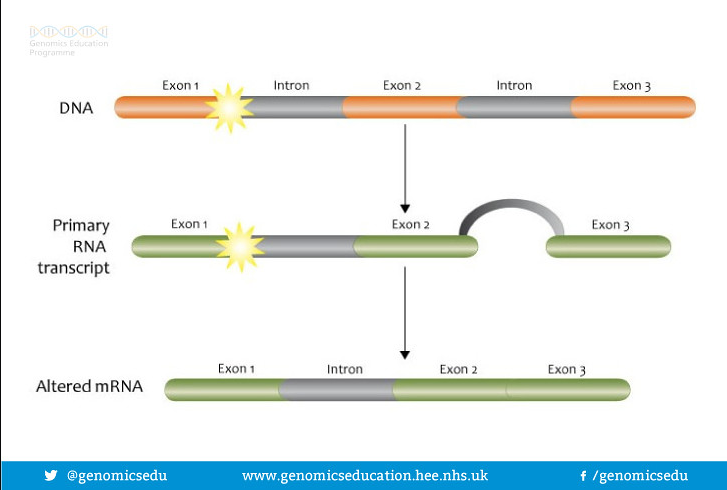 Genomics Education
Programme
Exon 1 Intron Exon 2 Intron Exon 3
DNA
Exon 1 Exon 2 Exon 3
Primary
RNA
transcript
Exon 1 Intron Exon 2 Exon 3
Altered mRNA
@genomicsedu www.genomicseducation.hee.nhs.uk /genomicsedu